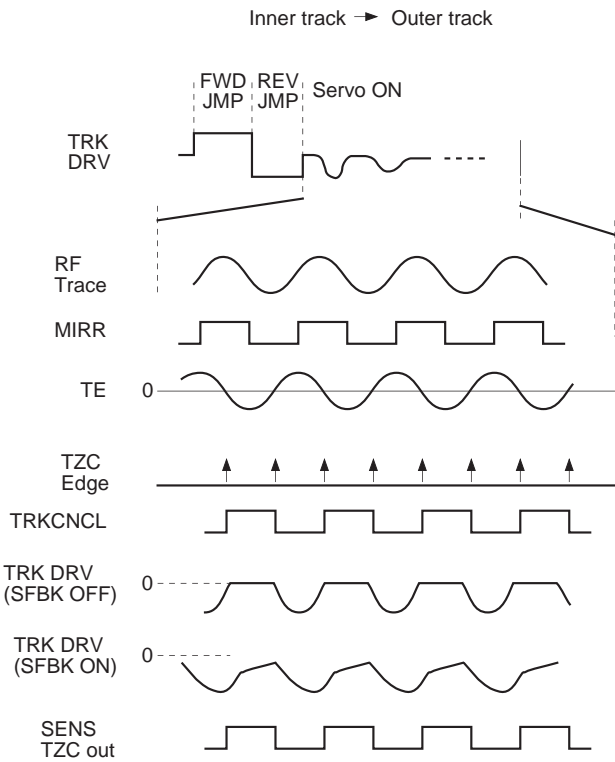 Inner track → Outer track
FWD JMP
REV JMP
Servo ON
TRK DRV
RF Trace
MIRR
TE
0
TZC Edge
TRKCNCL
TRK DRV (SFBK OFF)
0
TRK DRV (SFBK ON)
0
SENS TZC out